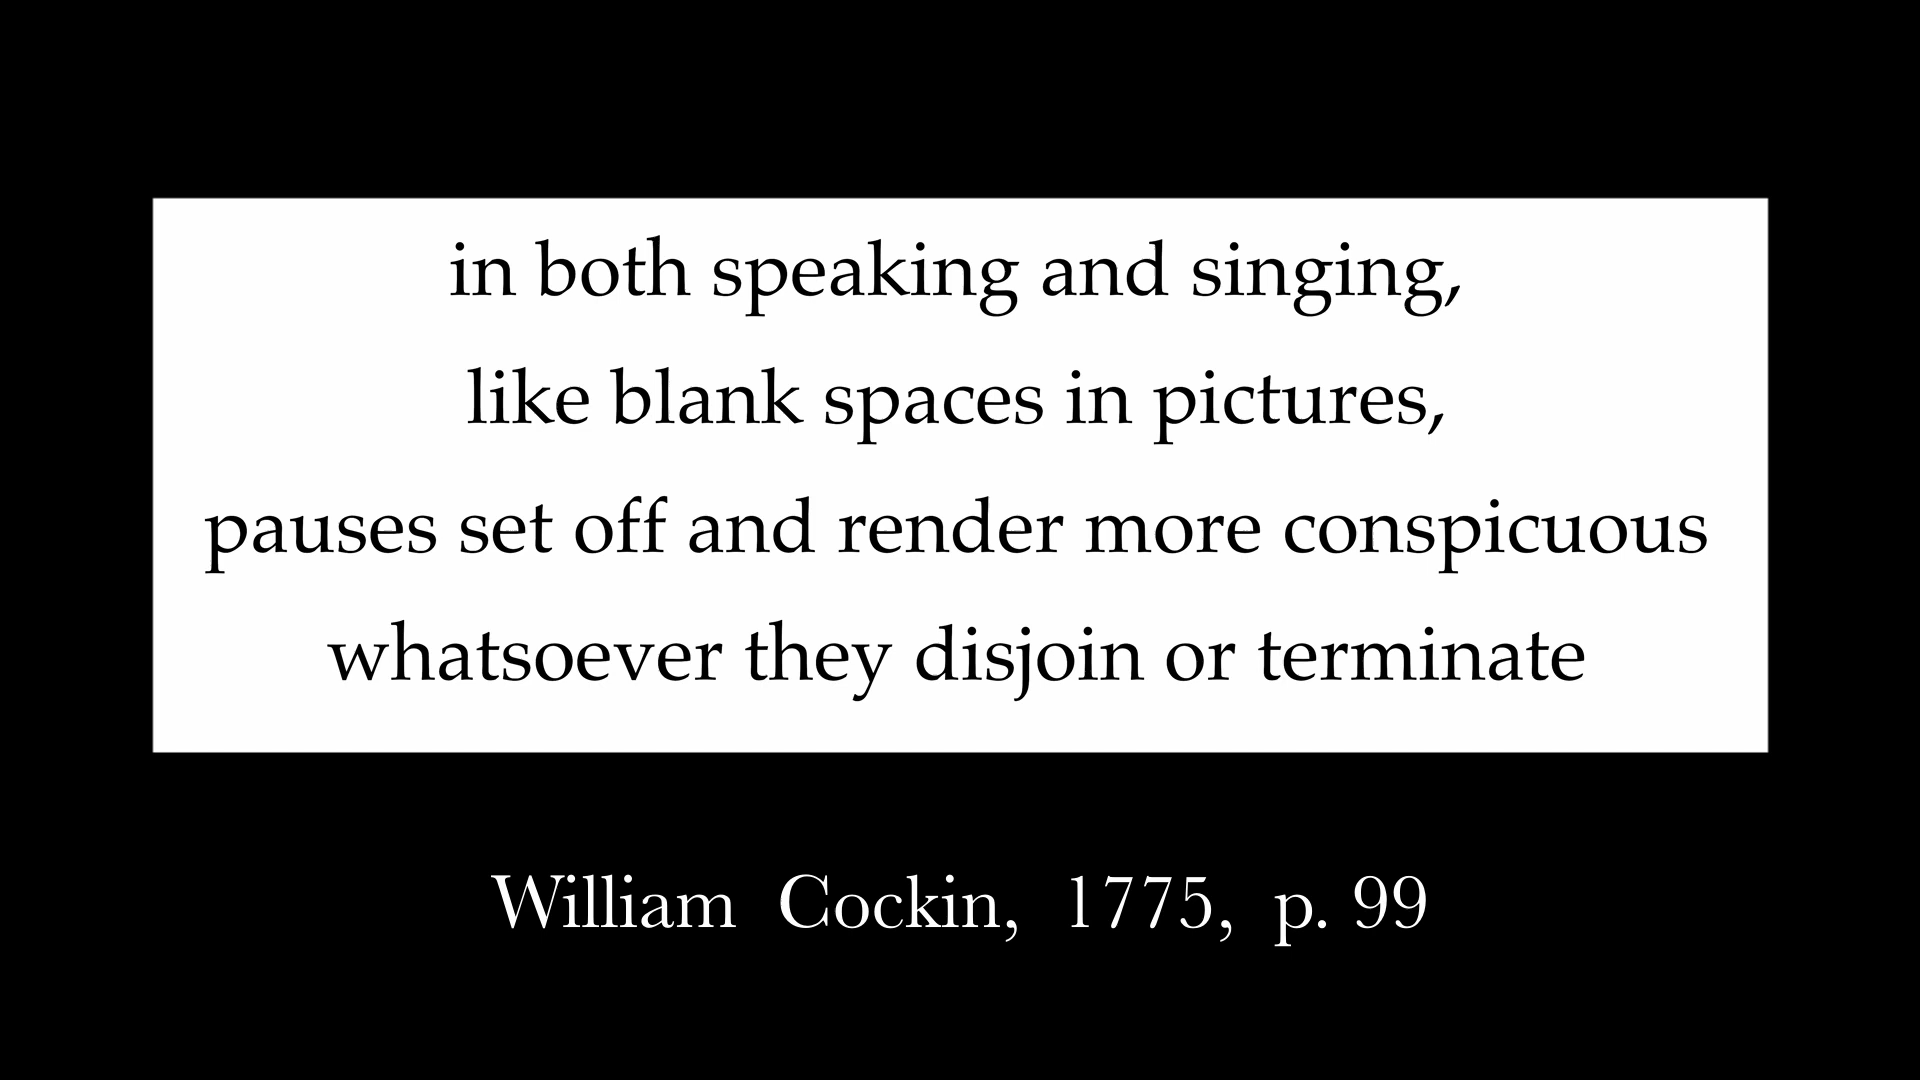 in both speaking and singing,
like blank spaces in pictures,
pauses set off and render more conspicuous
whatsoever they disjoin or terminate
William Cockin, 1775, p. 99